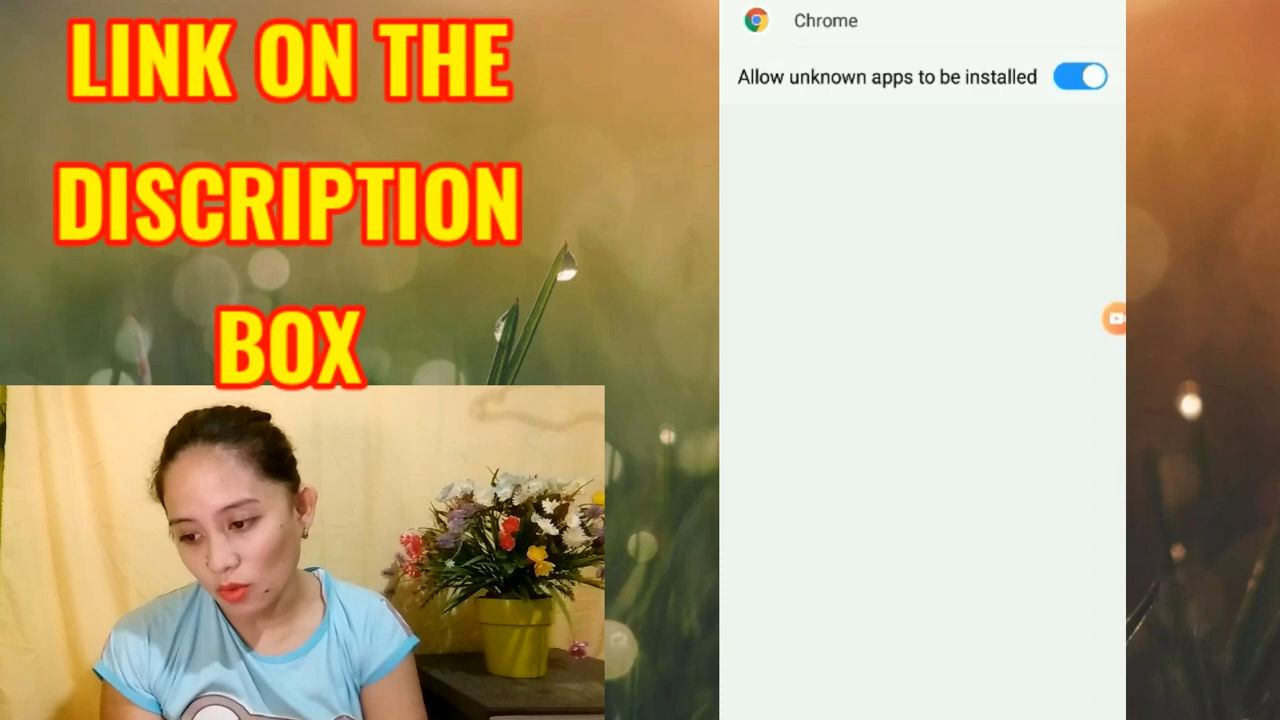 LINK ON THE
DISCRIPTION
BOX
Chrome
Allow unknown apps to be installed